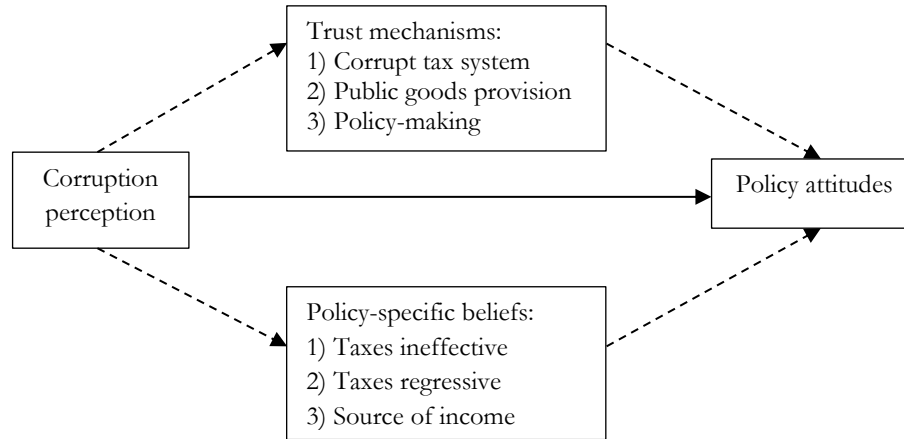 Trust mechanisms:
1) Corrupt tax system
2) Public goods provision
3) Policy-making
Corruption
perception
Policy attitudes
Policy-specific beliefs:
1) Taxes ineffective
2) Taxes regressive
3) Source of income